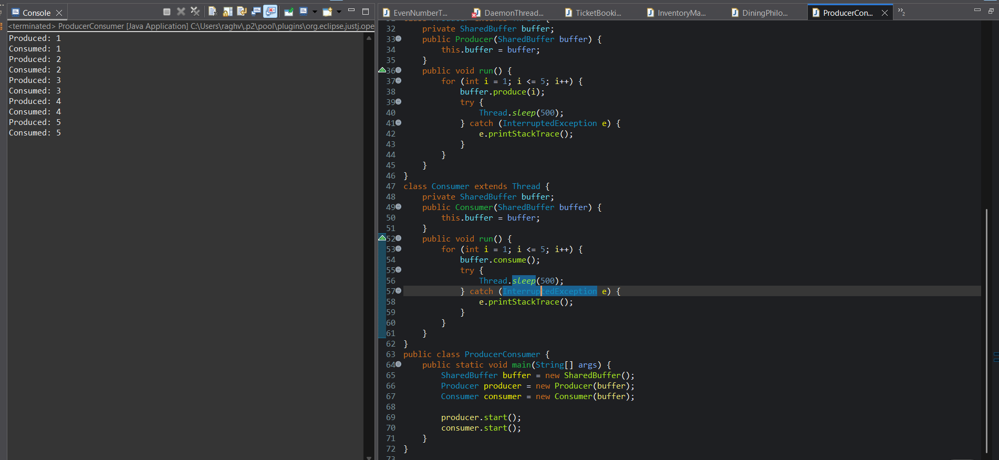 Console
<terminated> ProducerConsumer [Java Application] C:\Users\raghv\.p2\pool\plugins\org.eclipse.justj.ope
Produced: 1
Consumed: 1
Produced: 2
Consumed: 2
Produced: 3
Consumed: 3
Produced: 4
Consumed: 4
Produced: 5
Consumed: 5
EvenNumberT... DaemonThread... TicketBooki... InventoryMa... DiningPhilo... ProducerCon... »2
32     private SharedBuffer buffer;
33     public Producer(SharedBuffer buffer) {
34         this.buffer = buffer;
35     }
36     public void run() {
37         for (int i = 1; i <= 5; i++) {
38             buffer.produce(i);
39             try {
40                 Thread.sleep(500);
41             } catch (InterruptedException e) {
42                 e.printStackTrace();
43             }
44         }
45     }
46 }
47 class Consumer extends Thread {
48     private SharedBuffer buffer;
49     public Consumer(SharedBuffer buffer) {
50         this.buffer = buffer;
51     }
52     public void run() {
53         for (int i = 1; i <= 5; i++) {
54             buffer.consume();
55             try {
56                 Thread.sleep(500);
57             } catch (InterruptedException e) {
58                 e.printStackTrace();
59             }
60         }
61     }
62 }
63 public class ProducerConsumer {
64     public static void main(String[] args) {
65         SharedBuffer buffer = new SharedBuffer();
66         Producer producer = new Producer(buffer);
67         Consumer consumer = new Consumer(buffer);
68
69         producer.start();
70         consumer.start();
71     }
72 }
73